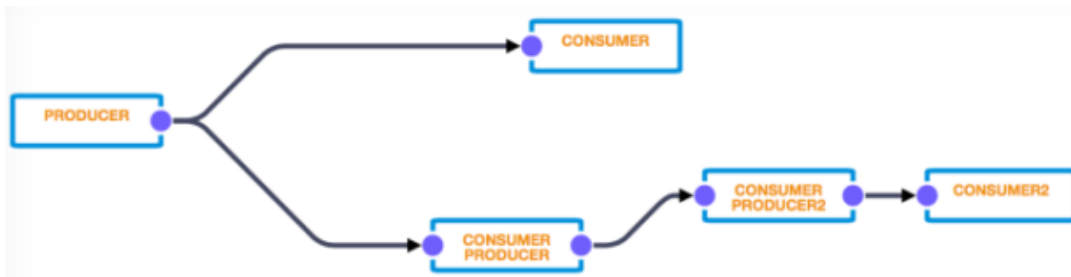 CONSUMER
PRODUCER
CONSUMER
PRODUCER2
CONSUMER2
CONSUMER
PRODUCER